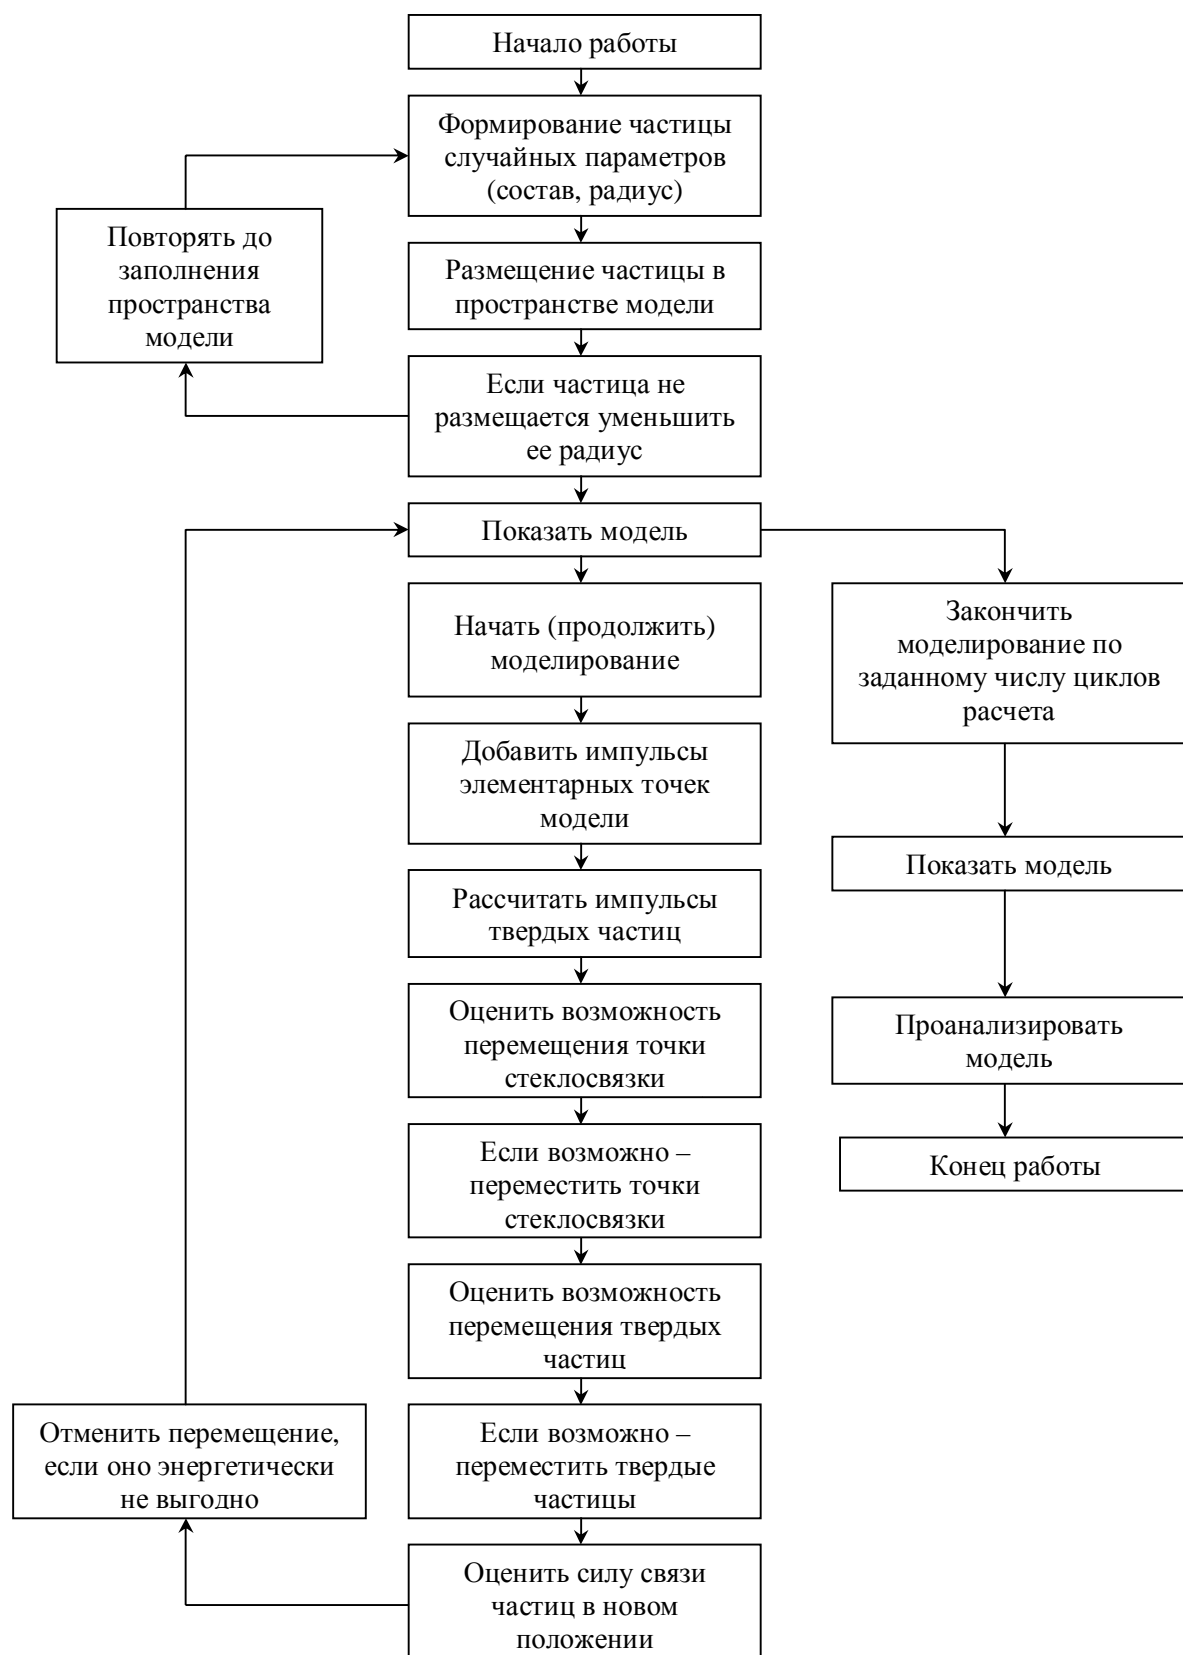 Начало работы
Формирование частицы
случайных параметров
(состав, радиус)
Повторять до
заполнения
пространства
модели
Размещение частицы в
пространстве модели
Если частица не
размещается уменьшить
ее радиус
Показать модель
Начать (продолжить)
моделирование
Закончить
моделирование по
заданному числу циклов
расчета
Добавить импульсы
элементарных точек
модели
Показать модель
Рассчитать импульсы
твердых частиц
Оценить возможность
перемещения точки
стеклосвязки
Проанализировать
модель
Если возможно –
переместить точки
стеклосвязки
Конец работы
Оценить возможность
перемещения твердых
частиц
Отменить перемещение,
если оно энергетически
не выгодно
Если возможно –
переместить твердые
частицы
Оценить силу связи
частиц в новом
положении